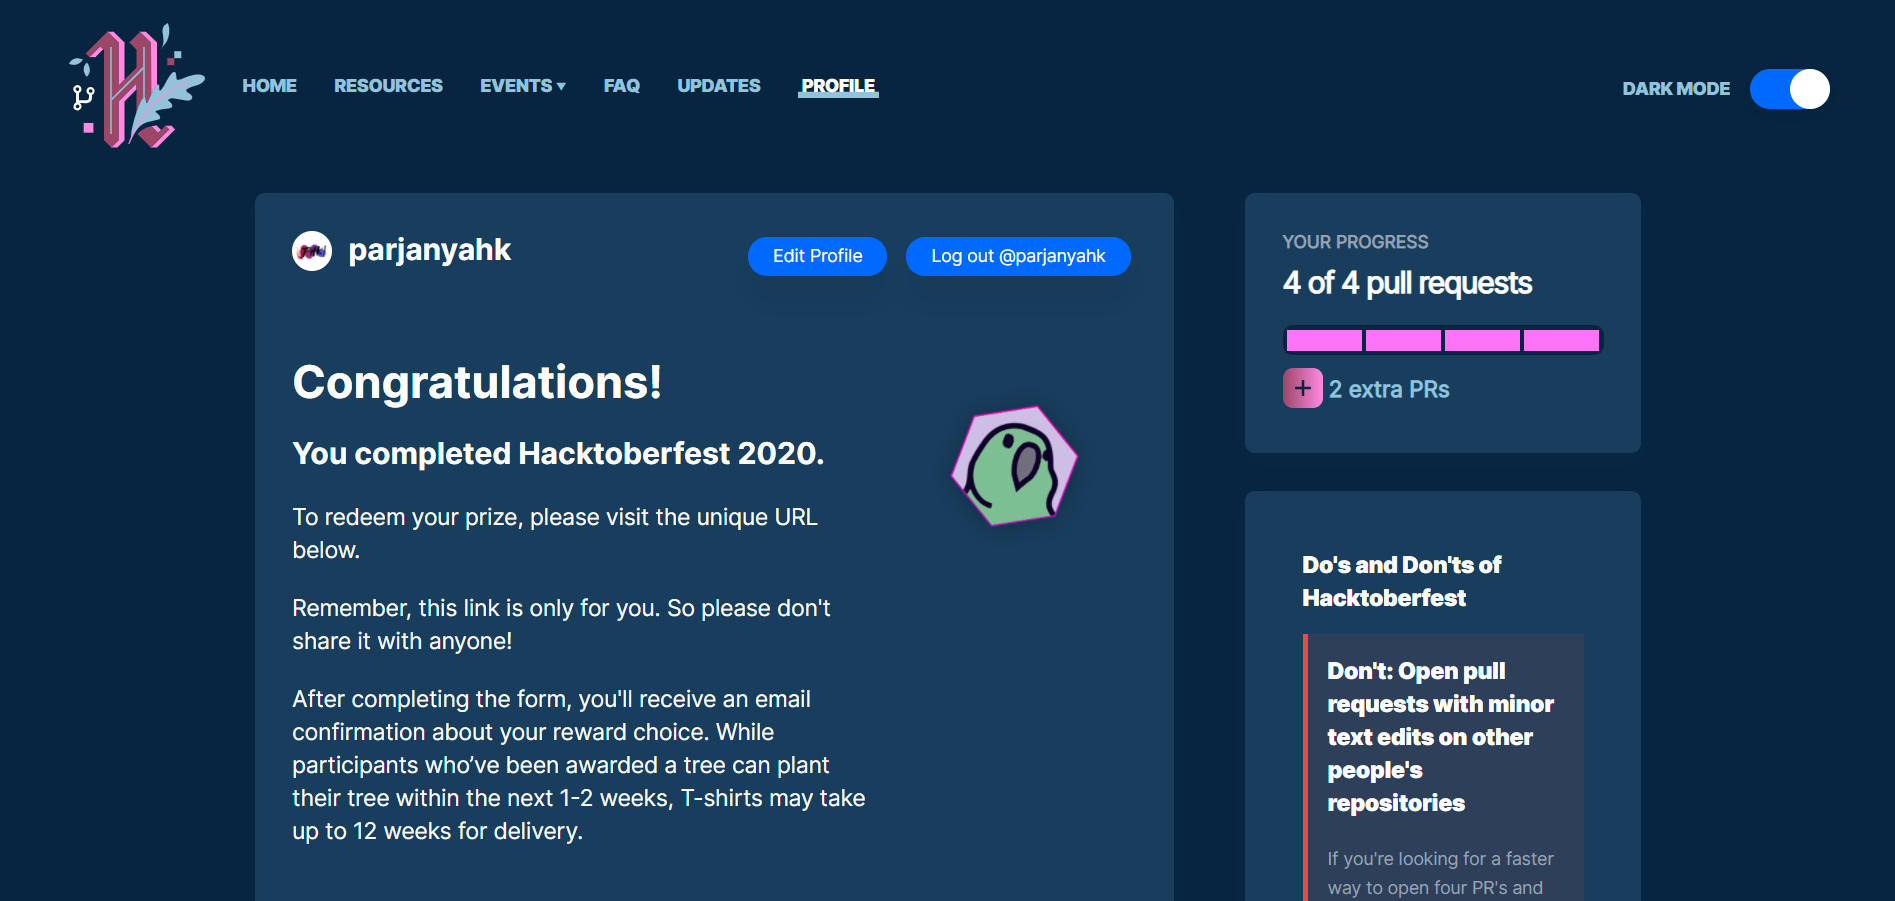 HOME RESOURCES EVENTS FAQ UPDATES PROFILE DARK MODE
parjanyahk
Edit Profile
Log out @parjanyahk
Congratulations!
You completed Hacktoberfest 2020.
To redeem your prize, please visit the unique URL
below.
Remember, this link is only for you. So please don't
share it with anyone!
After completing the form, you'll receive an email
confirmation about your reward choice. While
participants who’ve been awarded a tree can plant
their tree within the next 1-2 weeks, T-shirts may take
up to 12 weeks for delivery.
YOUR PROGRESS
4 of 4 pull requests
+ 2 extra PRs
Do's and Don'ts of
Hacktoberfest
Don't: Open pull
requests with minor
text edits on other
people's
repositories
If you're looking for a faster
way to open four PR's and